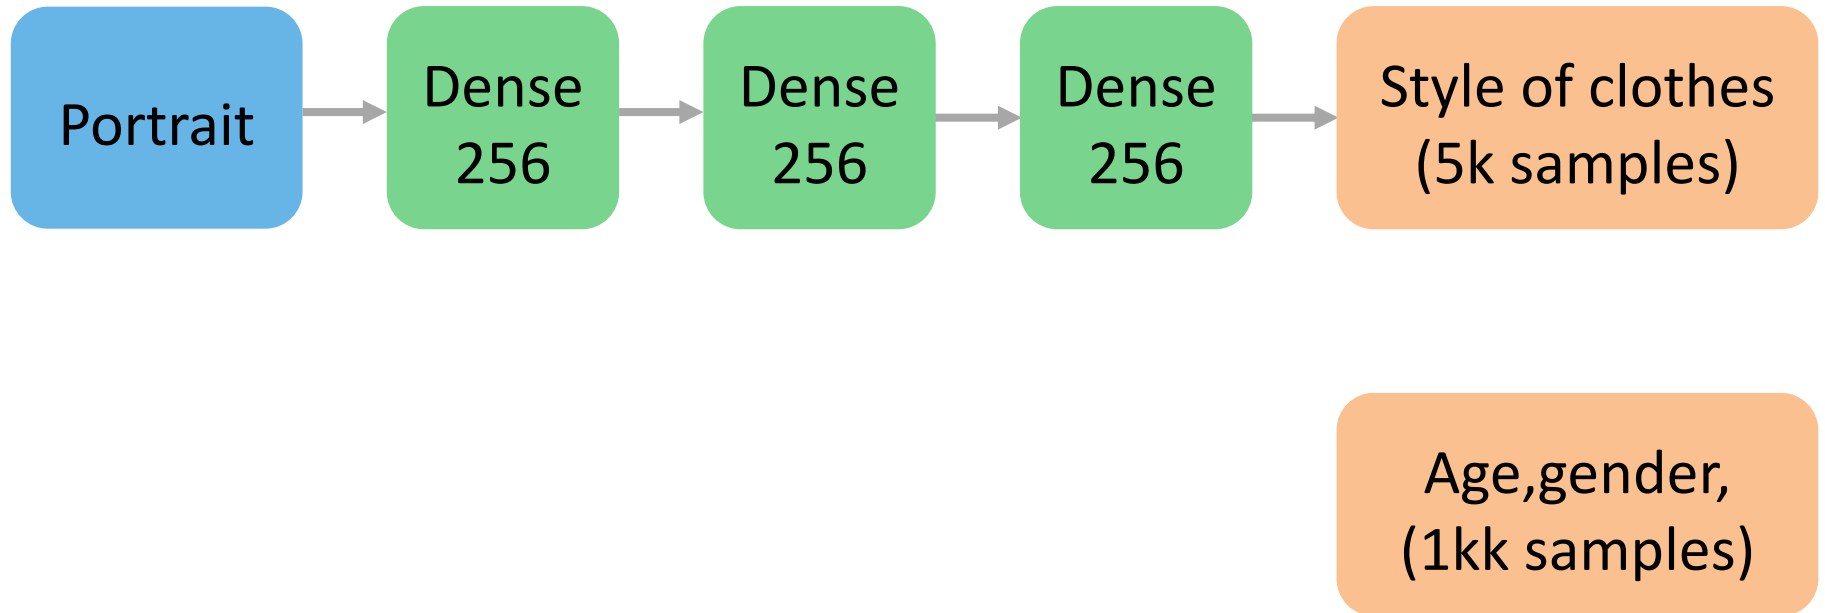 Portrait
Dense
256
Dense
256
Dense
256
Style of clothes
(5k samples)
Age,gender,
(1kk samples)